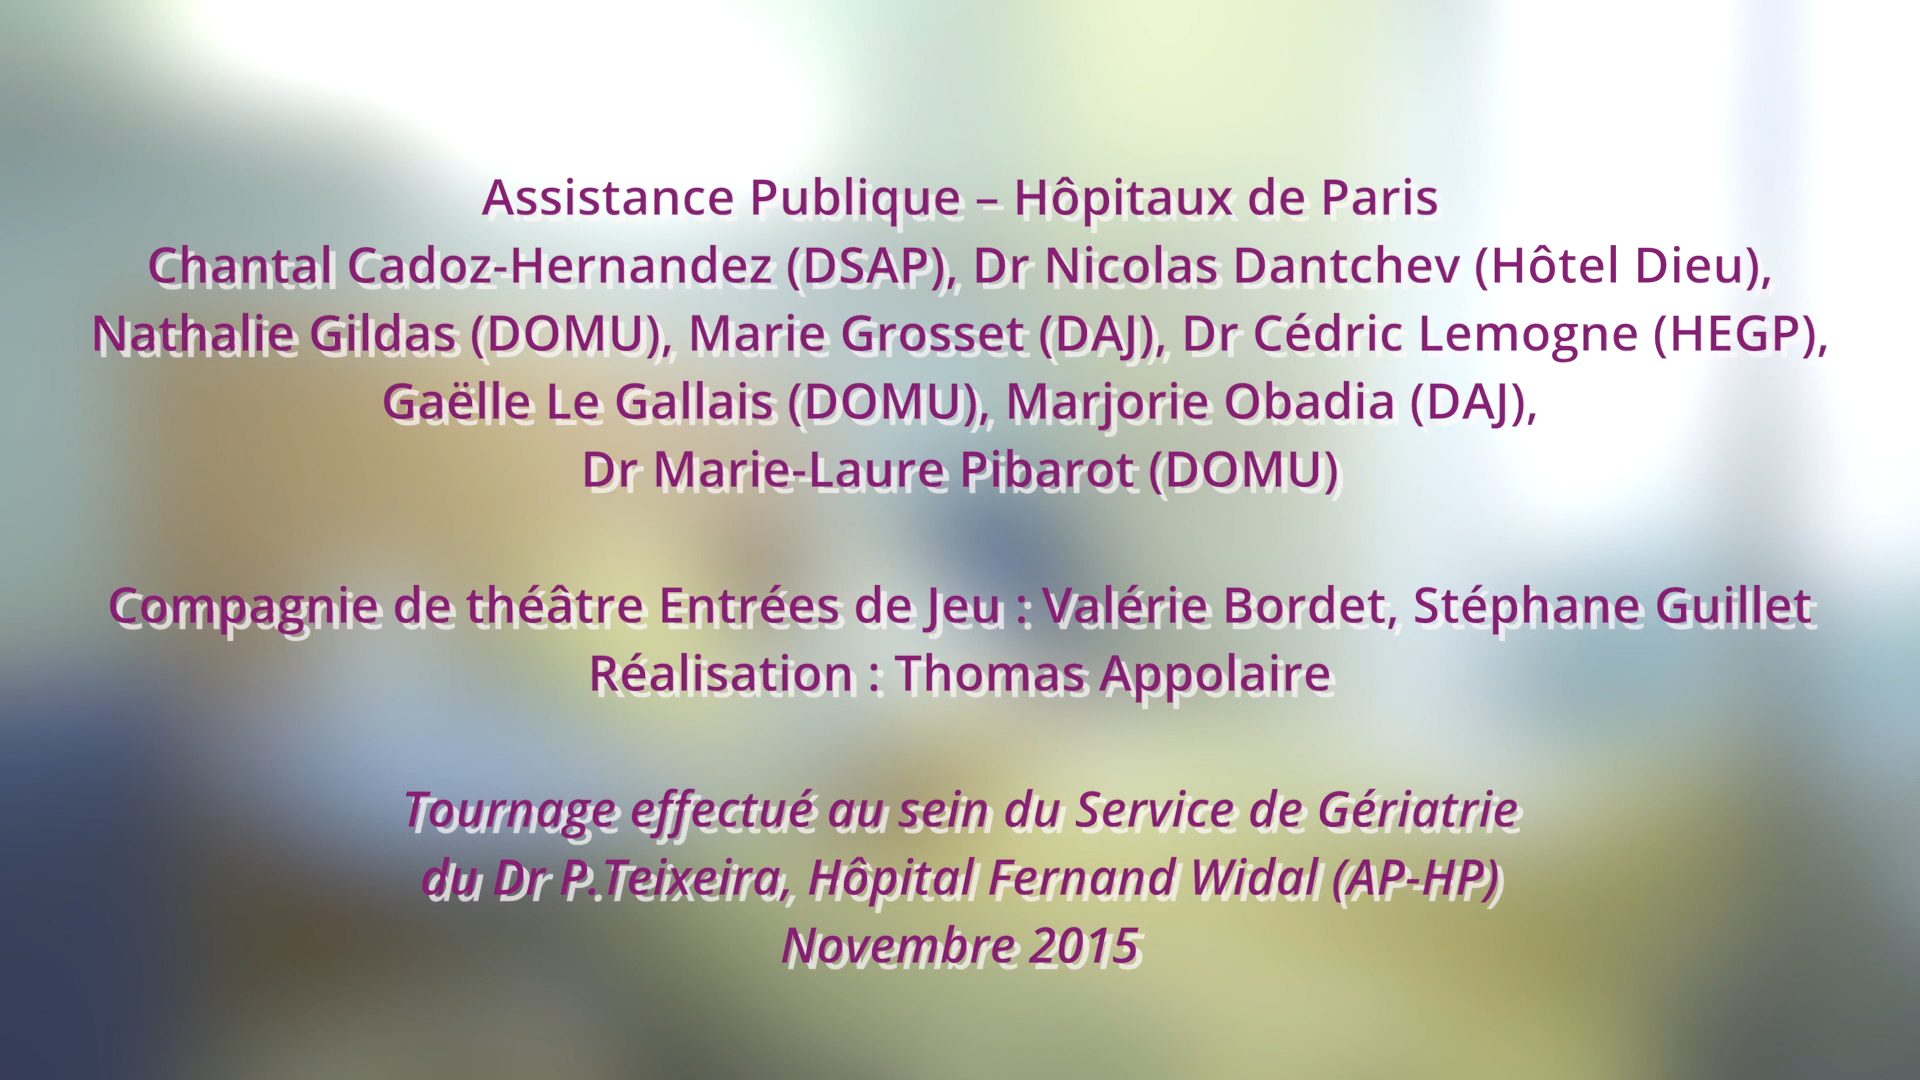 Assistance Publique – Hôpitaux de Paris
Chantal Cadoz-Hernandez (DSAP), Dr Nicolas Dantchev (Hôtel Dieu),
Nathalie Gildas (DOMU), Marie Grosset (DAJ), Dr Cédric Lemogne (HEGP),
Gaëlle Le Gallais (DOMU), Marjorie Obadia (DAJ),
Dr Marie-Laure Pibarot (DOMU)
Compagnie de théâtre Entrées de Jeu : Valérie Bordet, Stéphane Guillet
Réalisation : Thomas Appolaire
Tournage effectué au sein du Service de Gériatrie
du Dr P.Teixeira, Hôpital Fernand Widal (AP-HP)
Novembre 2015